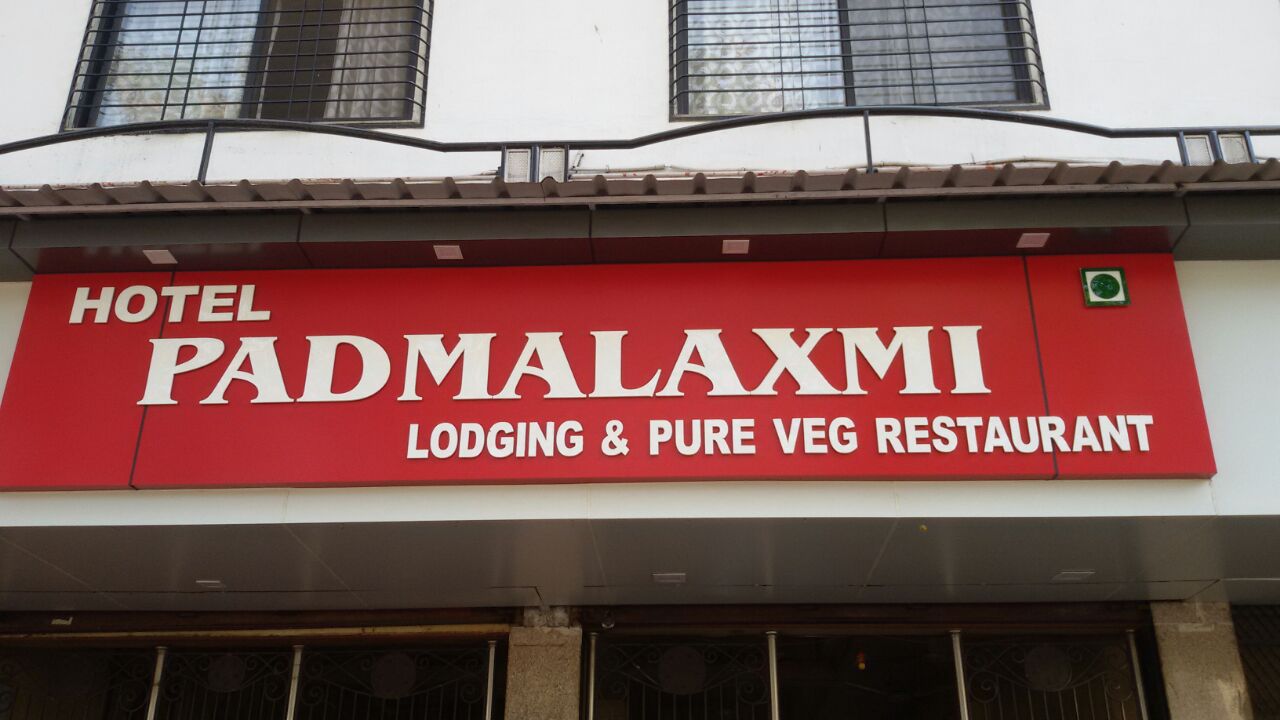 HOTEL
PADMALAXMI
LODGING & PURE VEG RESTAURANT